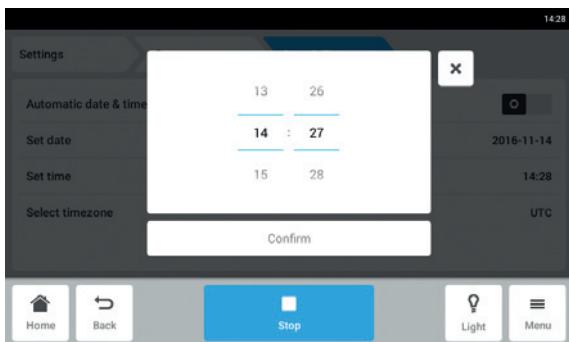 14:28
Settings
13 26
Automatic date & time
14 : 27
Set date 2016-11-14
15 28
Set time 14:28
Select timezone UTC
Confirm
Home
Back
Stop
Light
Menu